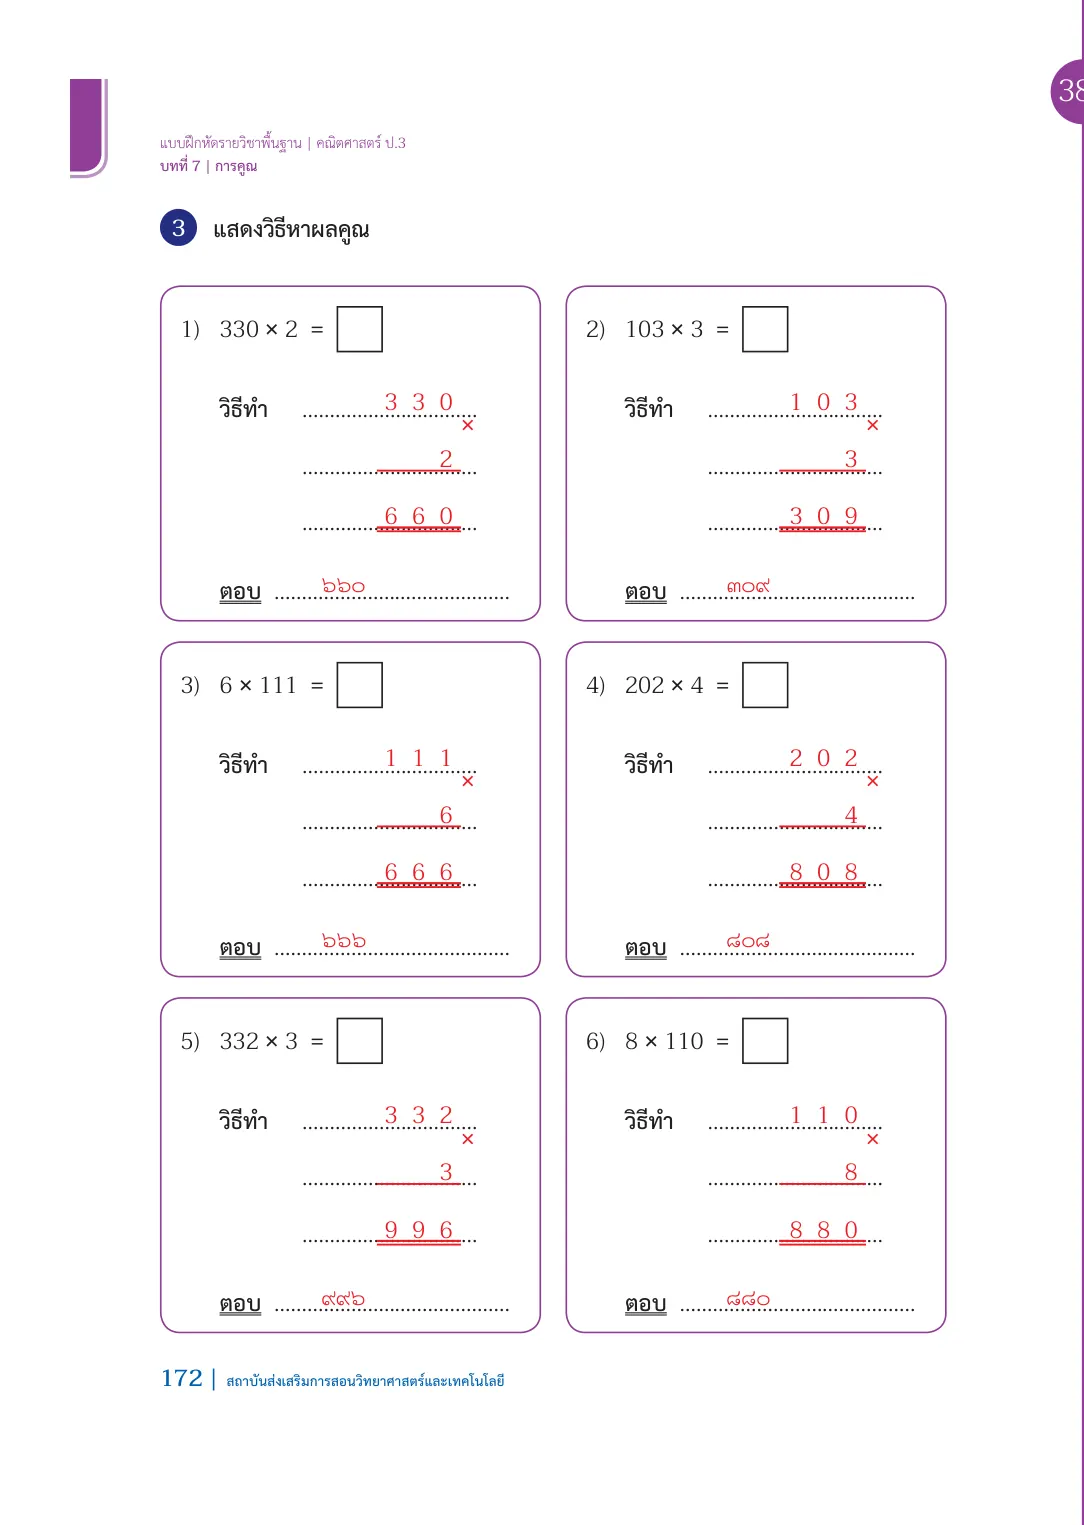 38
แบบฝึกหัดรายวิชาพื้นฐาน | คณิตศาสตร์ ป.3
บทที่ 7 | การคูณ
3 แสดงวิธีหาผลคูณ
1) 330 × 2 =
วิธีทำ 3 3 0
×
2
6 6 0
ตอบ ๖๖๐
2) 103 × 3 =
วิธีทำ 1 0 3
×
3
3 0 9
ตอบ ๓๐๙
3) 6 × 111 =
วิธีทำ 1 1 1
×
6
6 6 6
ตอบ ๖๖๖
4) 202 × 4 =
วิธีทำ 2 0 2
×
4
8 0 8
ตอบ ๘๐๘
5) 332 × 3 =
วิธีทำ 3 3 2
×
3
9 9 6
ตอบ ๙๙๖
6) 8 × 110 =
วิธีทำ 1 1 0
×
8
8 8 0
ตอบ ๘๘๐
172 | สถาบันส่งเสริมการสอนวิทยาศาสตร์และเทคโนโลยี